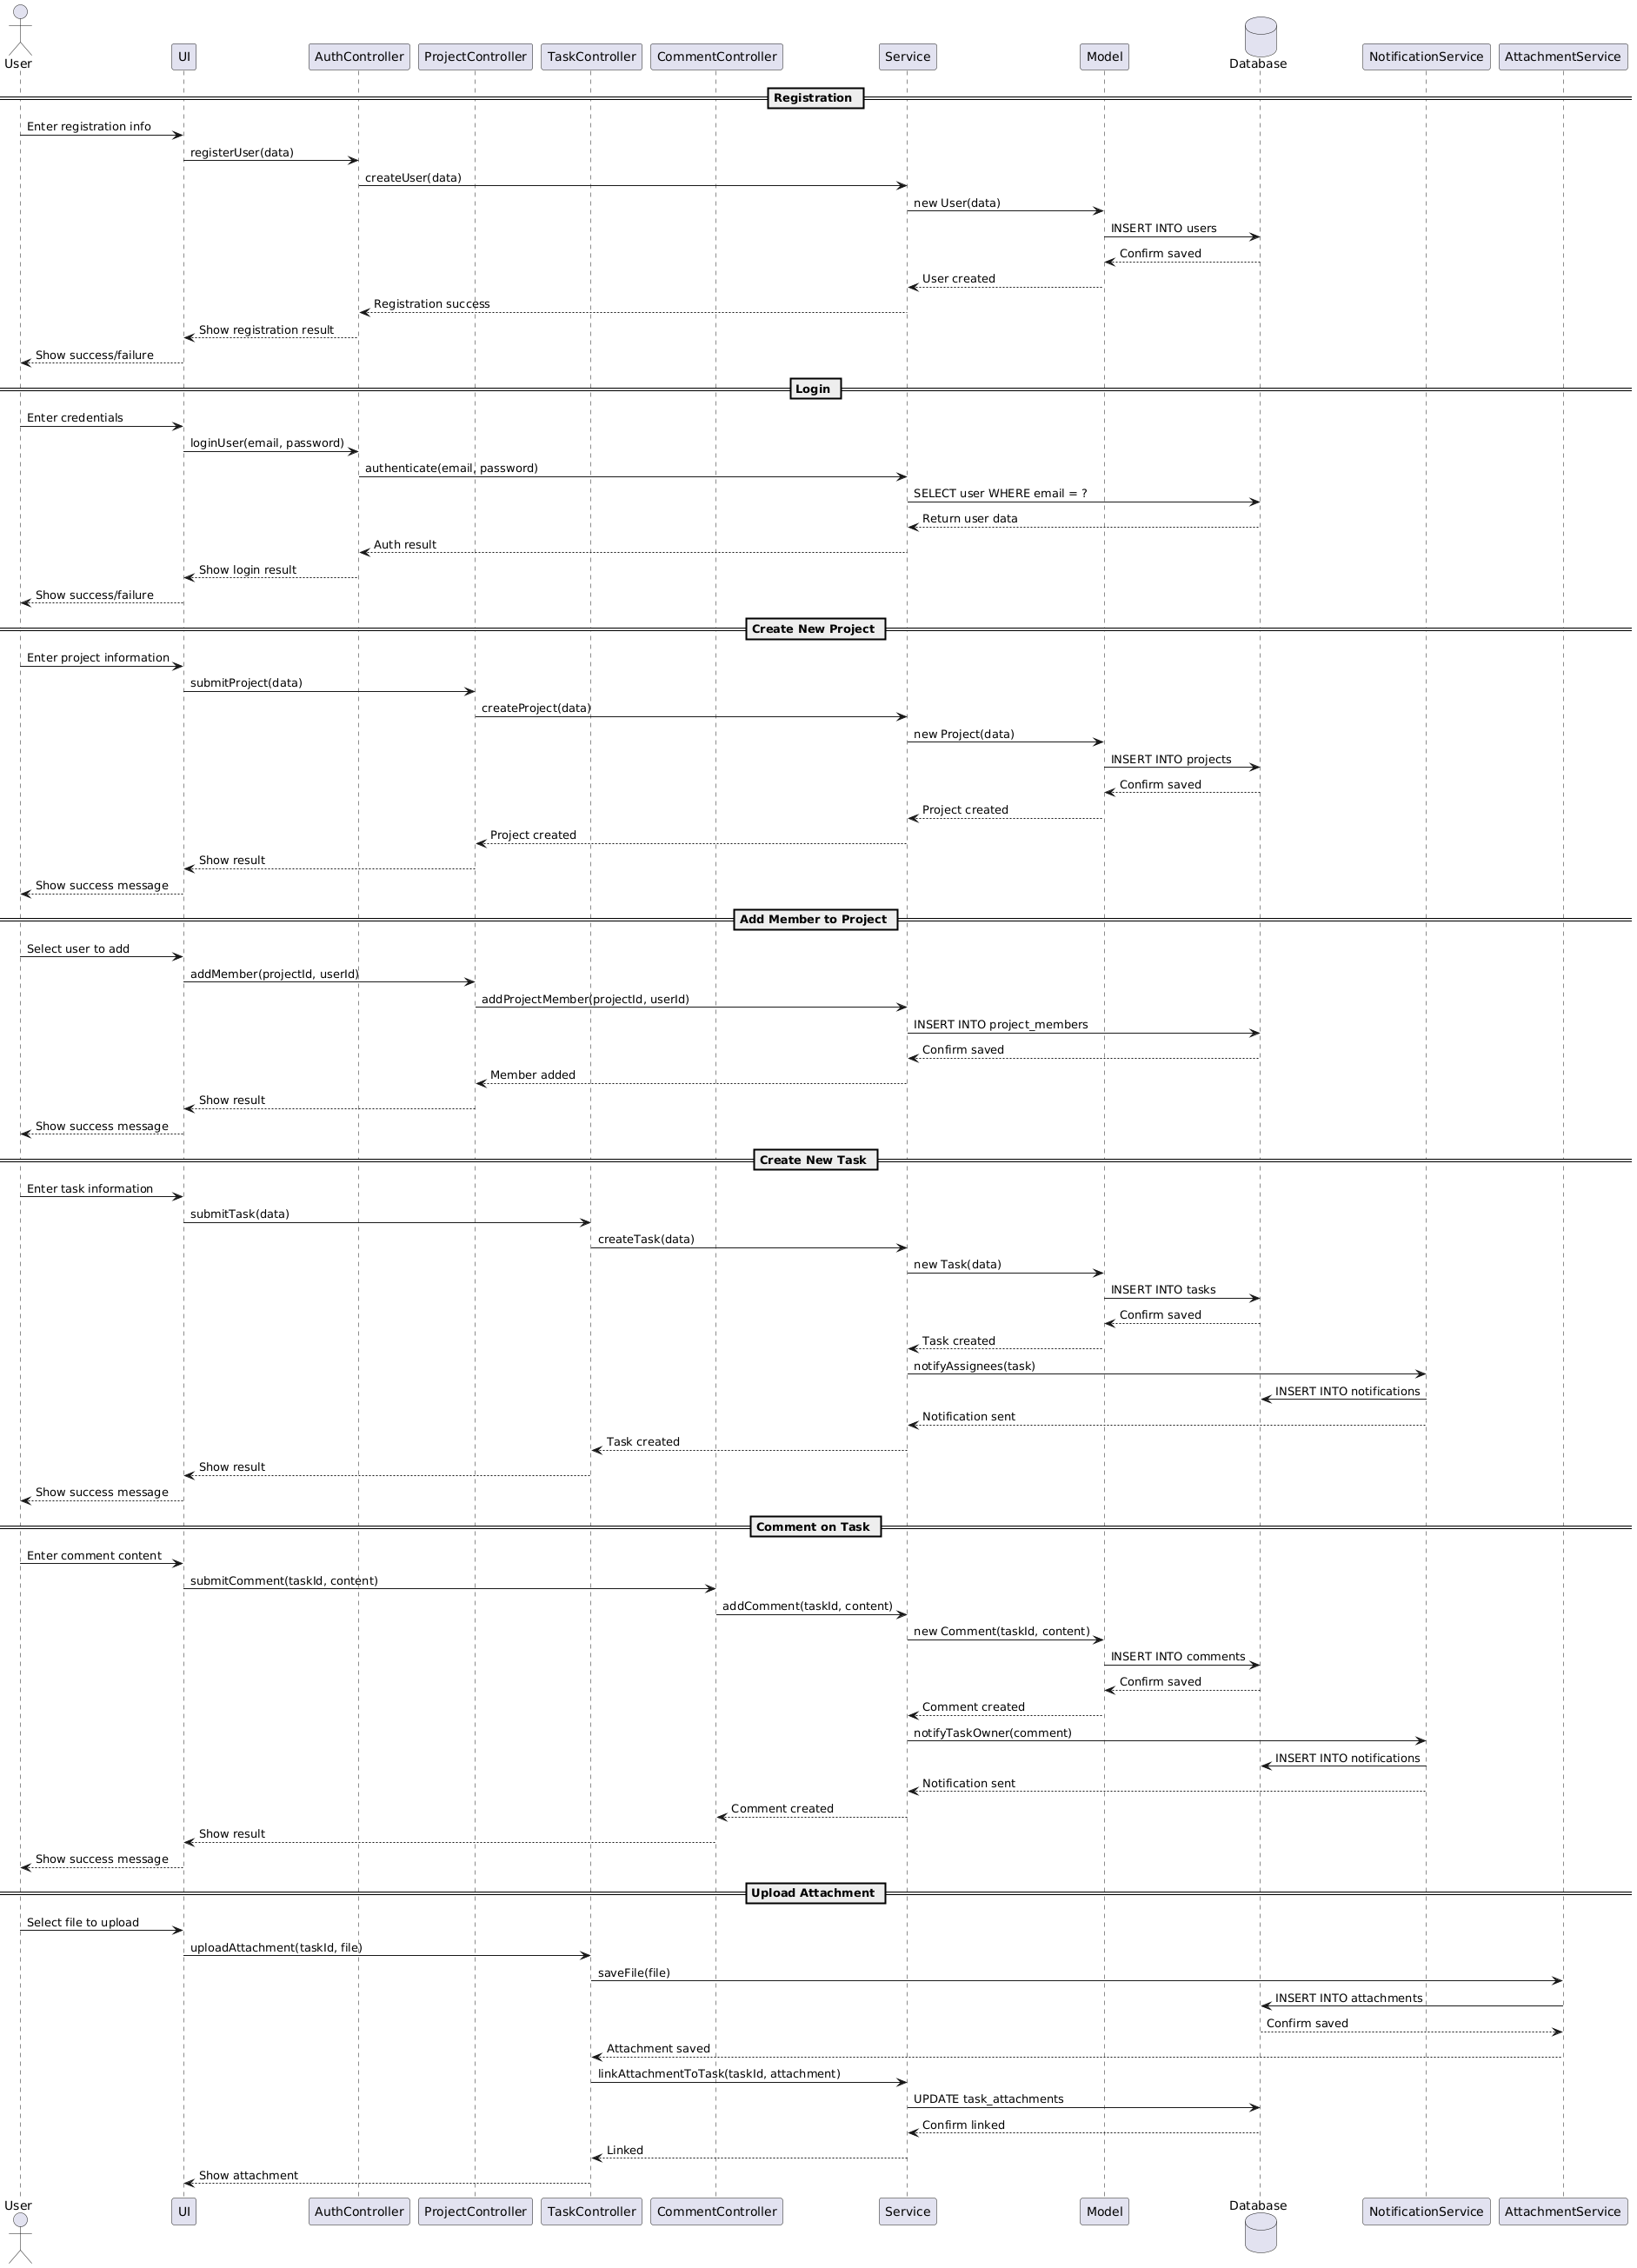 User
UI
AuthController
ProjectController
TaskController
CommentController
Service
Model
Database
NotificationService
AttachmentService
Registration
Enter registration info
registerUser(data)
createUser(data)
new User(data)
INSERT INTO users
Confirm saved
User created
Registration success
Show registration result
Show success/failure
Login
Enter credentials
loginUser(email, password)
authenticate(email, password)
SELECT user WHERE email = ?
Return user data
Auth result
Show login result
Show success/failure
Create New Project
Enter project information
submitProject(data)
createProject(data)
new Project(data)
INSERT INTO projects
Confirm saved
Project created
Project created
Show result
Show success message
Add Member to Project
Select user to add
addMember(projectId, userId)
addProjectMember(projectId, userId)
INSERT INTO project_members
Confirm saved
Member added
Show result
Show success message
Create New Task
Enter task information
submitTask(data)
createTask(data)
new Task(data)
INSERT INTO tasks
Confirm saved
Task created
notifyAssignees(task)
INSERT INTO notifications
Notification sent
Task created
Show result
Show success message
Comment on Task
Enter comment content
submitComment(taskId, content)
addComment(taskId, content)
new Comment(taskId, content)
INSERT INTO comments
Confirm saved
Comment created
notifyTaskOwner(comment)
INSERT INTO notifications
Notification sent
Comment created
Show result
Show success message
Upload Attachment
Select file to upload
uploadAttachment(taskId, file)
saveFile(file)
INSERT INTO attachments
Confirm saved
Attachment saved
linkAttachmentToTask(taskId, attachment)
UPDATE task_attachments
Confirm linked
Linked
Show attachment
User
UI
AuthController
ProjectController
TaskController
CommentController
Service
Model
Database
NotificationService
AttachmentService